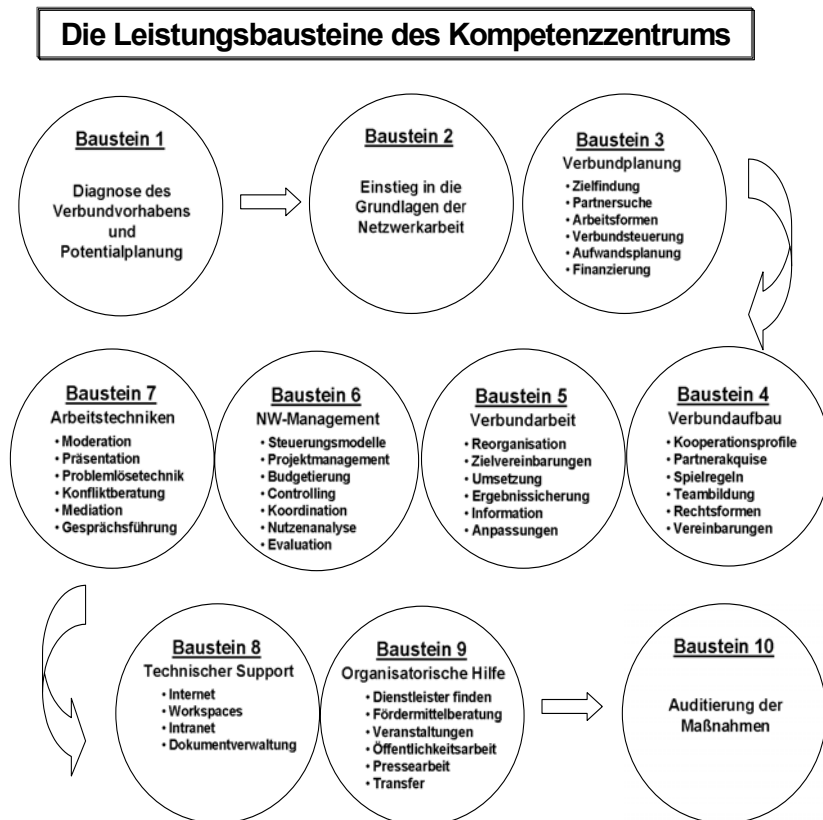 Die Leistungsbausteine des Kompetenzzentrums
Baustein 1
Diagnose des
Verbundvorhabens
und
Potentialplanung
Baustein 2
Einstieg in die
Grundlagen der
Netzwerkarbeit
Baustein 3
Verbundplanung
• Zielfindung
• Partnersuche
• Arbeitsformen
• Verbundsteuerung
• Aufwandsplanung
• Finanzierung
Baustein 4
Verbundaufbau
• Kooperationsprofile
• Partnerakquise
• Spielregeln
• Teambildung
• Rechtsformen
• Vereinbarungen
Baustein 5
Verbundarbeit
• Reorganisation
• Zielvereinbarungen
• Umsetzung
• Ergebnissicherung
• Information
• Anpassungen
Baustein 6
NW-Management
• Steuerungsmodelle
• Projektmanagement
• Budgetierung
• Controlling
• Koordination
• Nutzenanalyse
• Evaluation
Baustein 7
Arbeitstechniken
• Moderation
• Präsentation
• Problemlösetechnik
• Konfliktberatung
• Mediation
• Gesprächsführung
Baustein 8
Technischer Support
• Internet
• Workspaces
• Intranet
• Dokumentverwaltung
Baustein 9
Organisatorische Hilfe
• Dienstleister finden
• Fördermittelberatung
• Veranstaltungen
• Öffentlichkeitsarbeit
• Pressearbeit
• Transfer
Baustein 10
Auditierung der
Maßnahmen